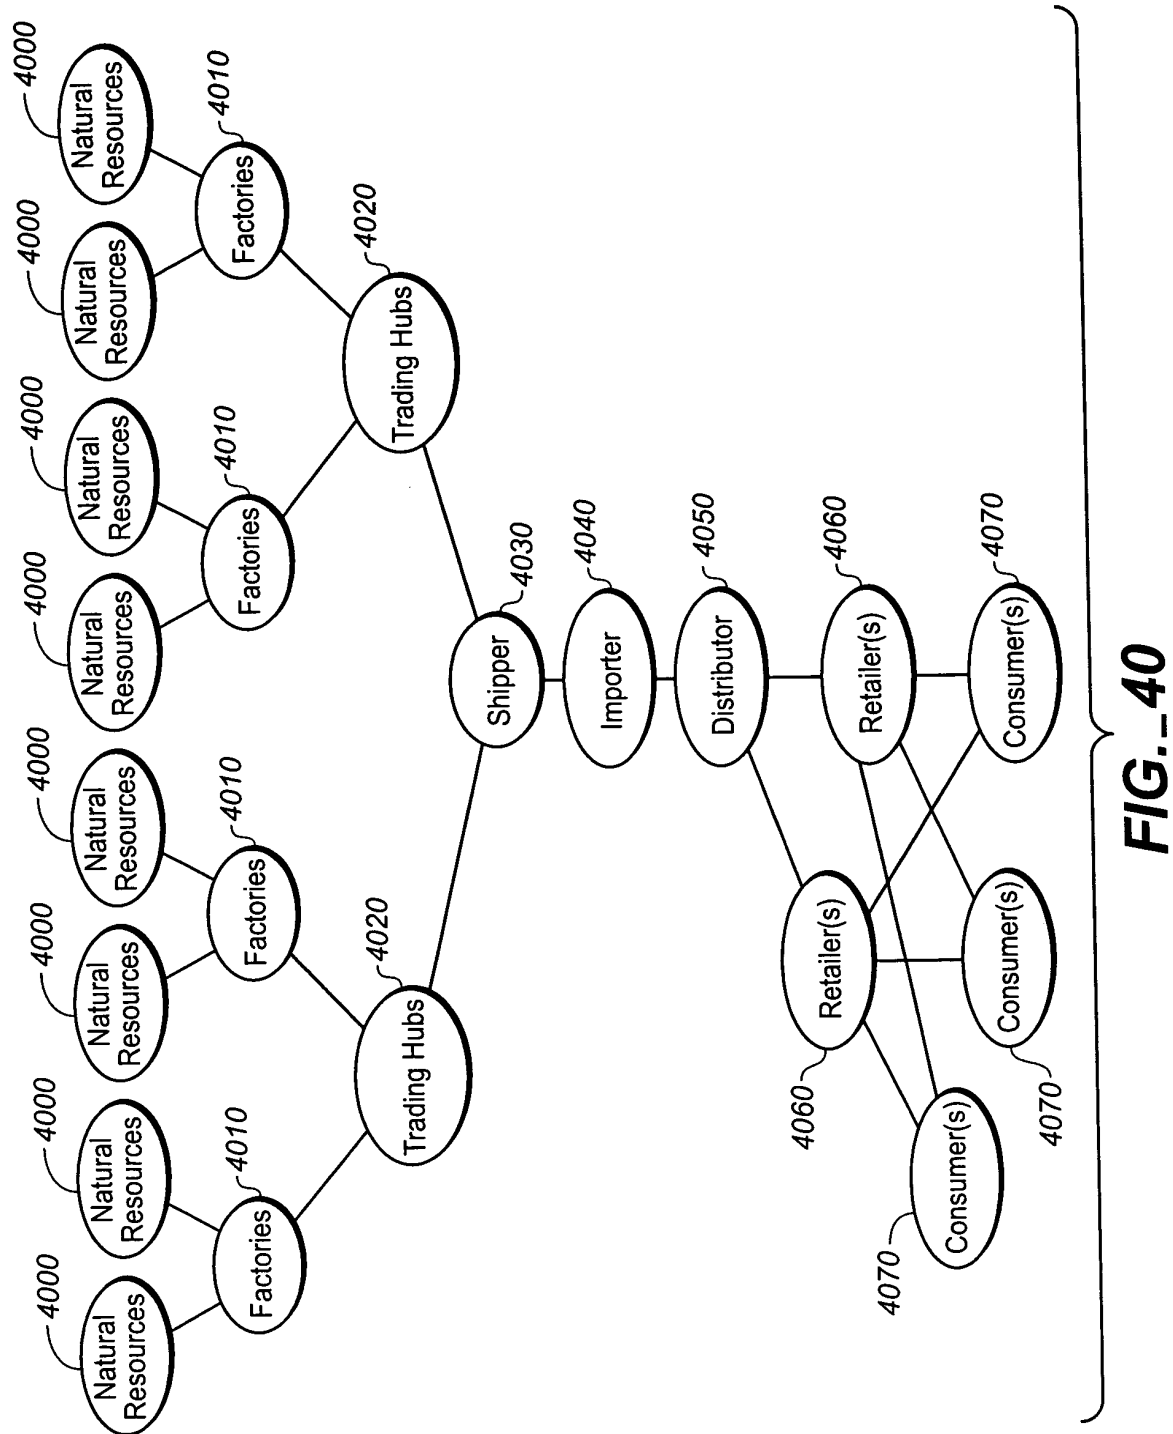 4000
4000
4000
4000
4000
4000
4000
4000
Natural
Resources
Natural
Resources
Natural
Resources
Natural
Resources
Natural
Resources
Natural
Resources
Natural
Resources
Natural
Resources
4010
4010
4010
4010
Factories
Factories
Factories
Factories
4020
4020
Trading Hubs
Trading Hubs
4030
Shipper
4040
Importer
4050
Distributor
4060
4060
Retailer(s)
Retailer(s)
4070
4070
4070
Consumer(s)
Consumer(s)
Consumer(s)
FIG._40